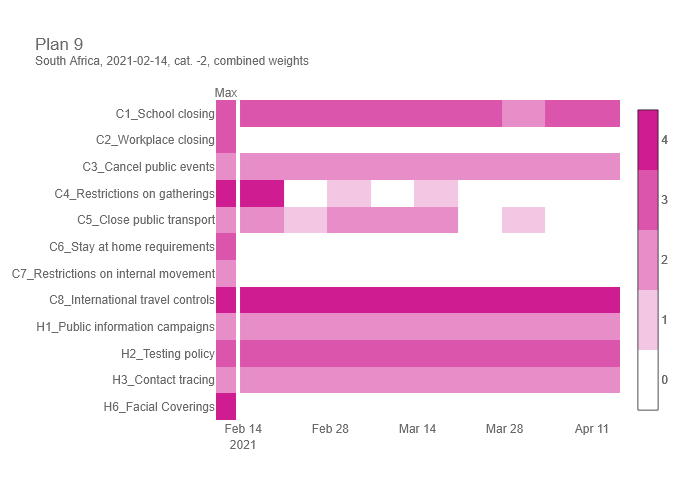 Plan 9
South Africa, 2021-02-14, cat. -2, combined weights
Max
C1_School closing
C2_Workplace closing
C3_Cancel public events
C4_Restrictions on gatherings
C5_Close public transport
C6_Stay at home requirements
C7_Restrictions on internal movement
C8_International travel controls
H1_Public information campaigns
H2_Testing policy
H3_Contact tracing
H6_Facial Coverings
4
3
2
1
0
Feb 14 Feb 28 Mar 14 Mar 28 Apr 11
2021